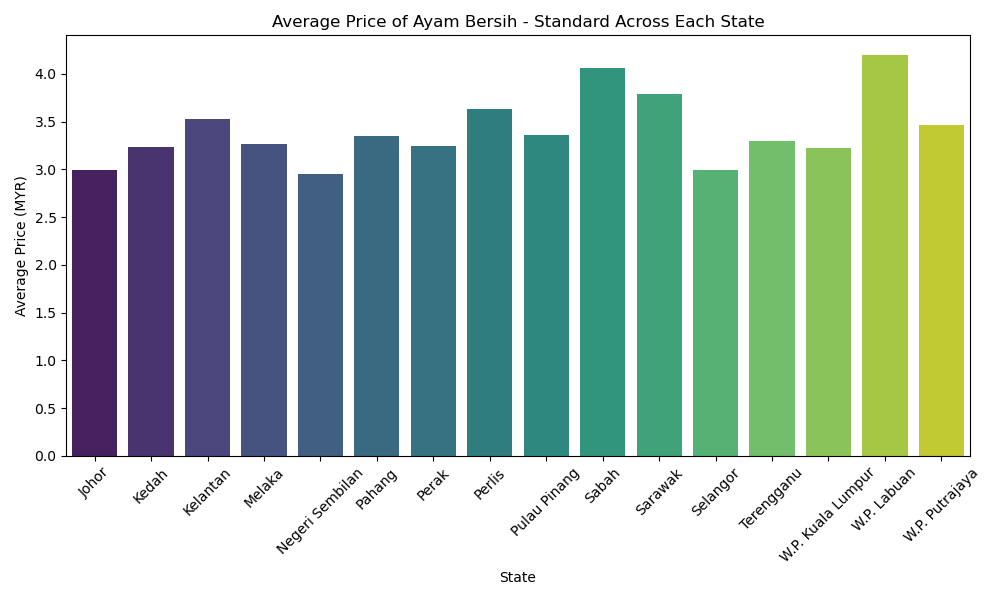 Average Price of Ayam Bersih - Standard Across Each State
Average Price (MYR)
4.0
3.5
3.0
2.5
2.0
1.5
1.0
0.5
0.0
Johor
Kedah
Kelantan
Melaka
Negeri Sembilan
Pahang
Perak
Perlis
Pulau Pinang
Sabah
Sarawak
Selangor
Terengganu
W.P. Kuala Lumpur
W.P. Labuan
W.P. Putrajaya
State